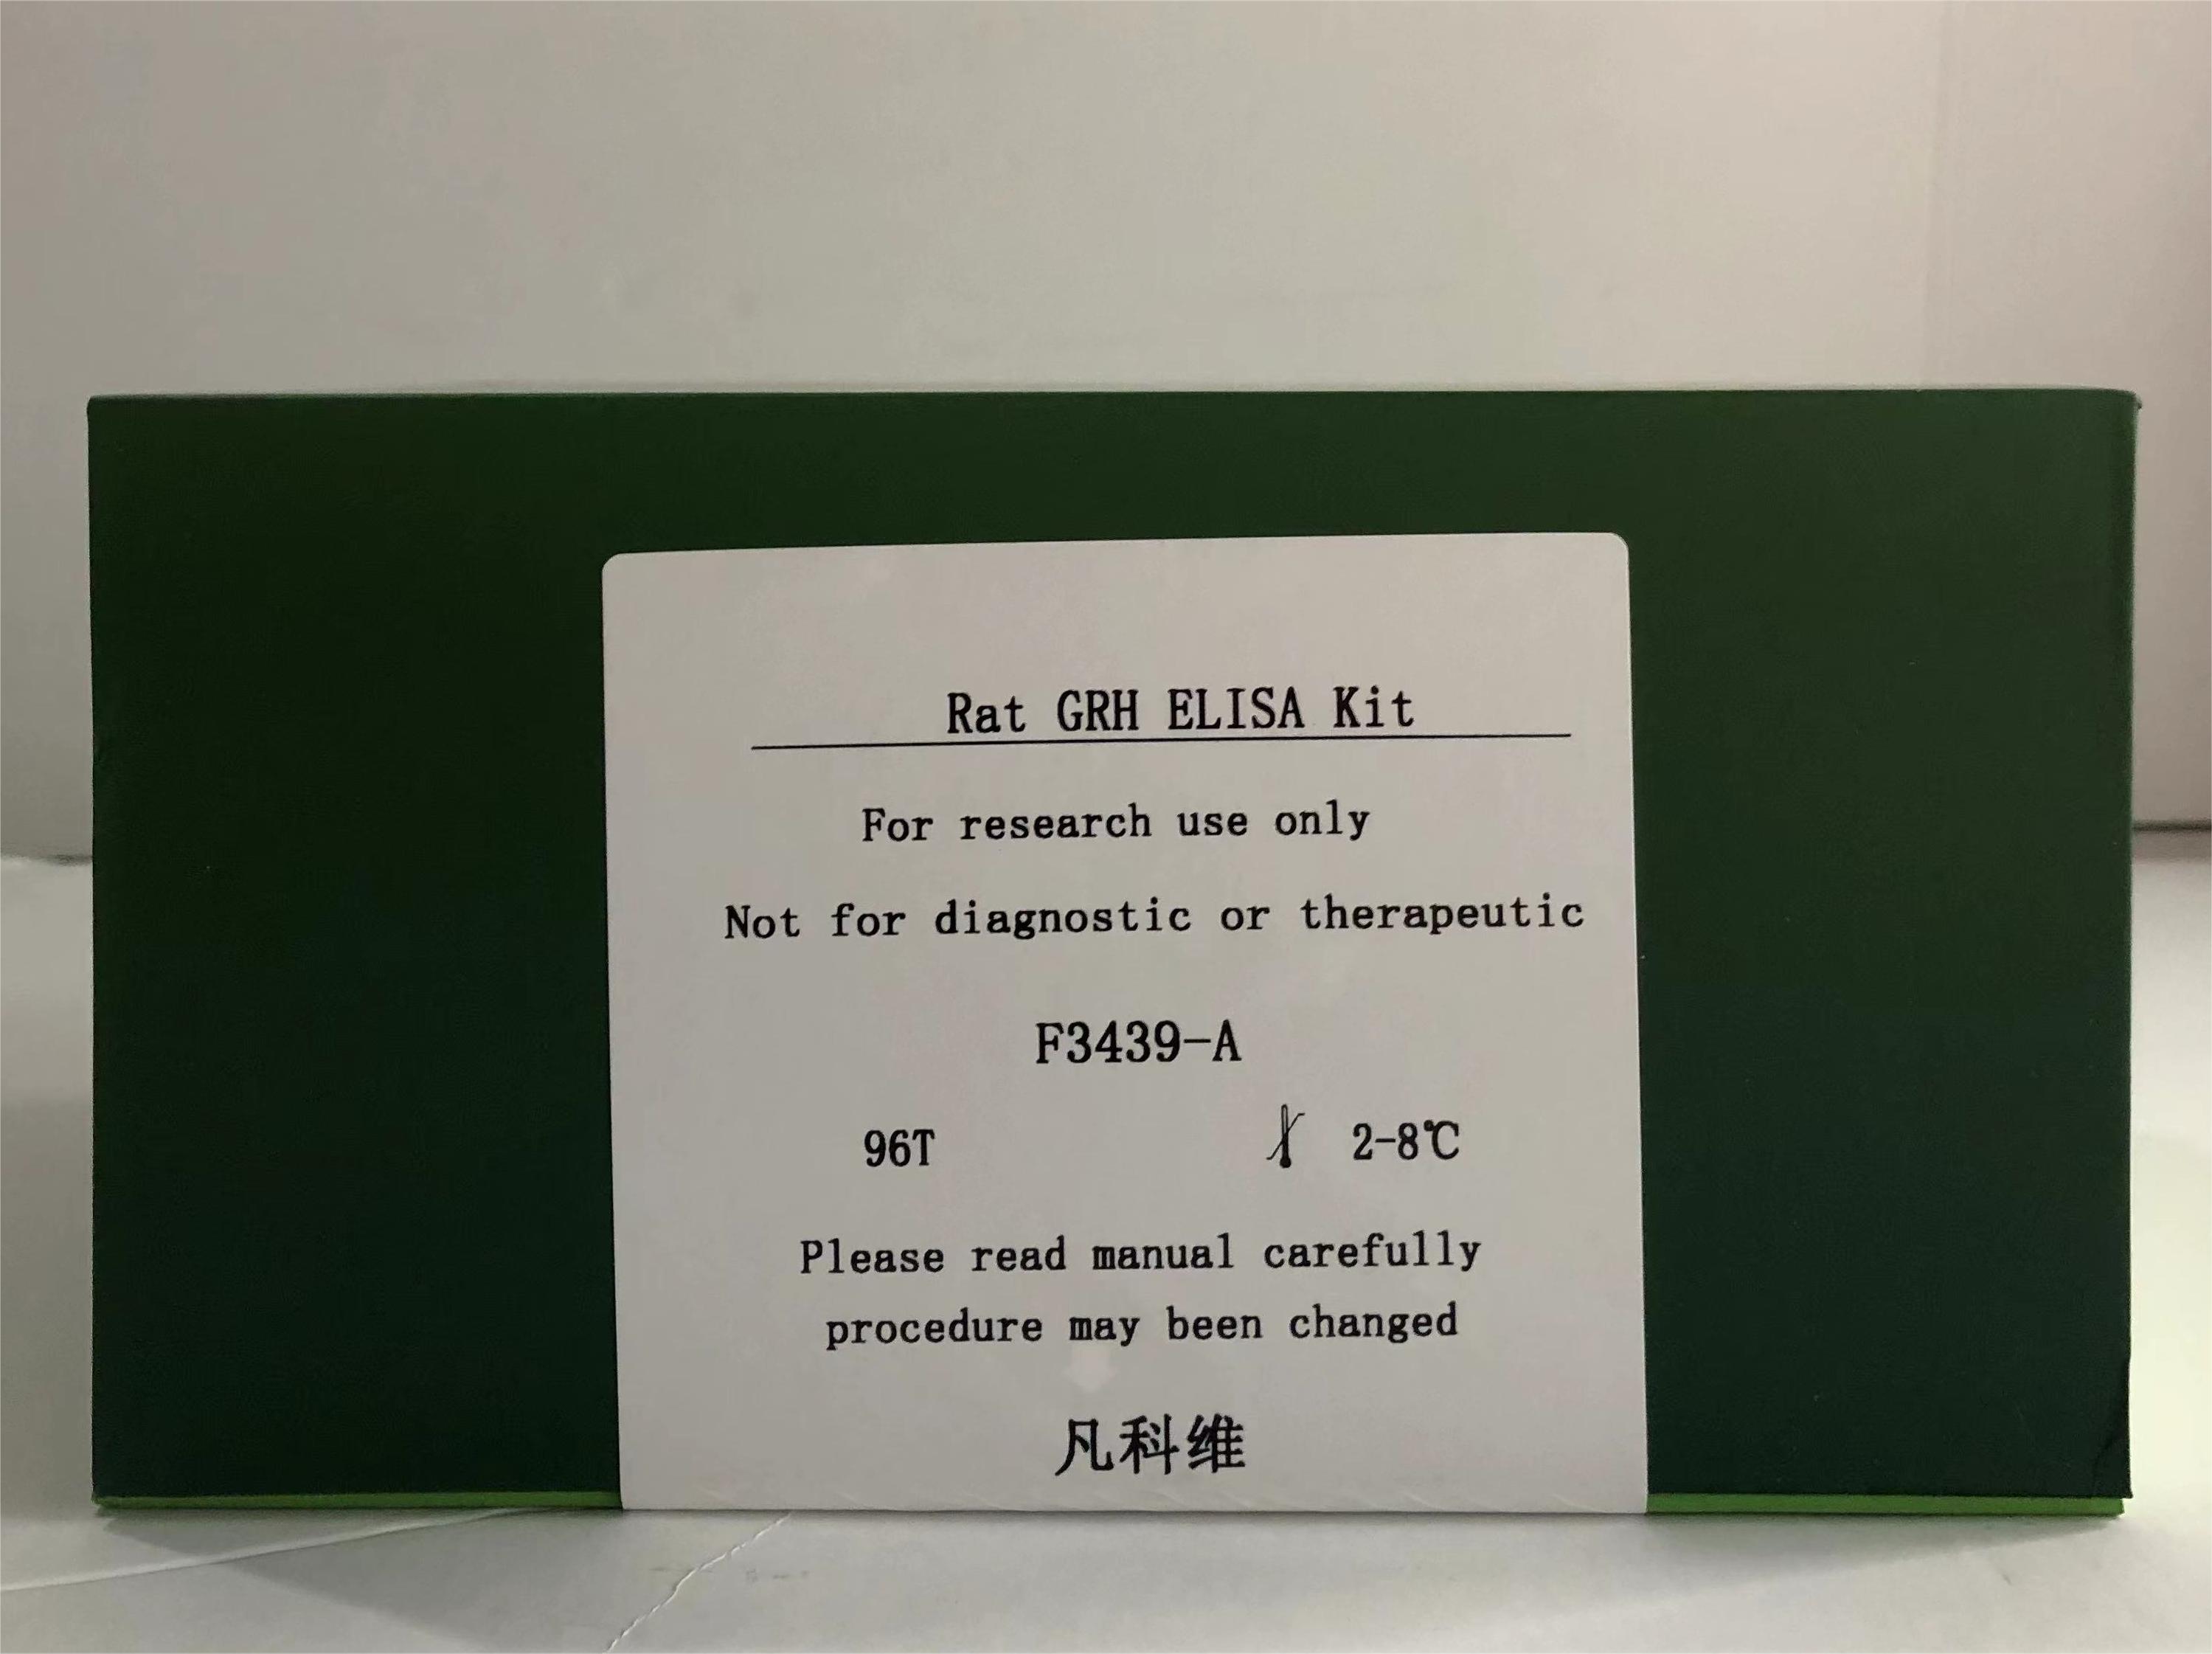 Rat GRH ELISA Kit
For research use only
Not for diagnostic or therapeutic
F3439-A
96T 2-8℃
Please read manual carefully
procedure may been changed
凡科维